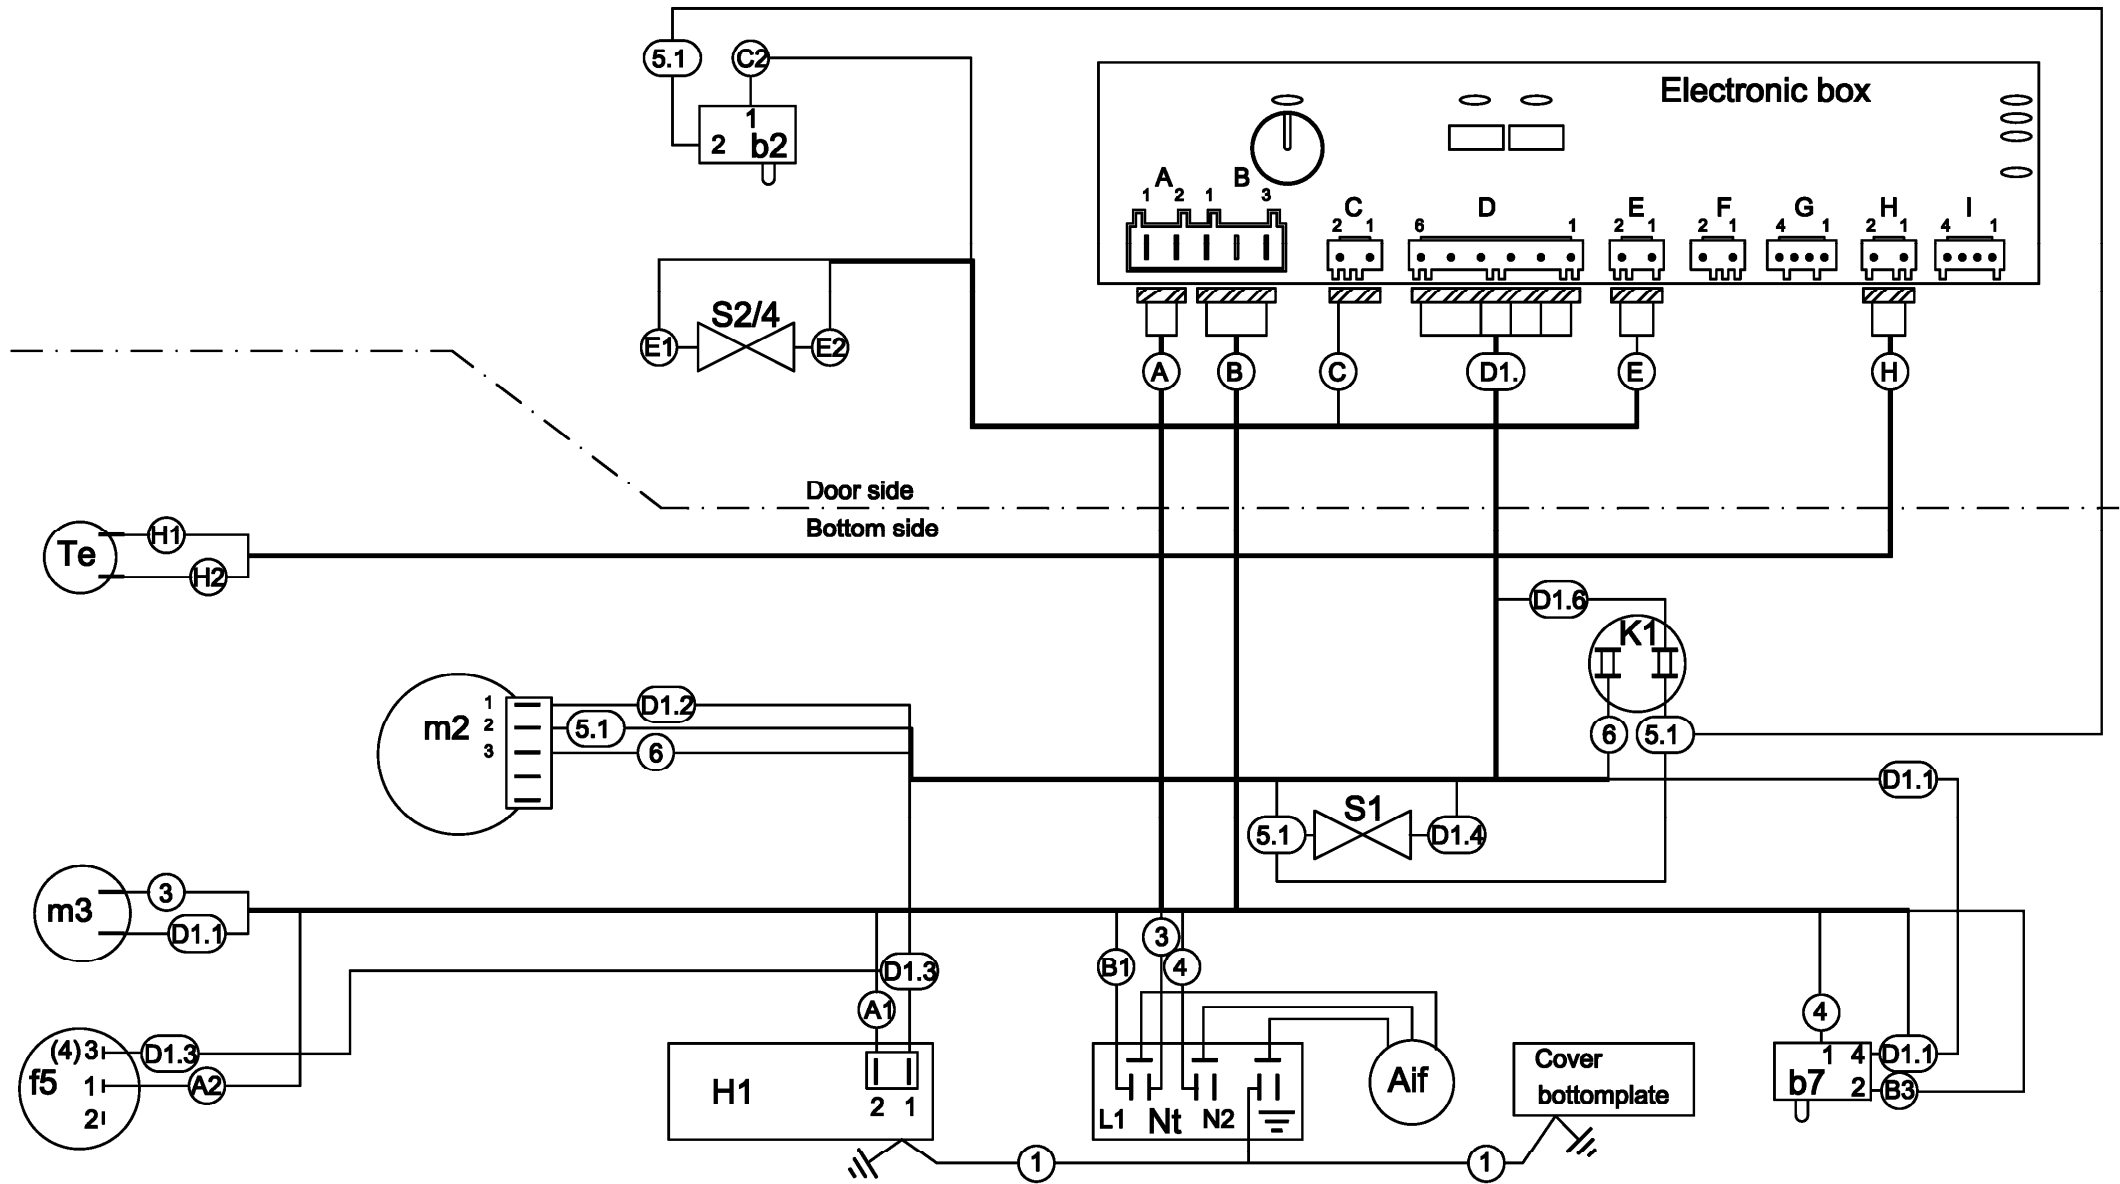 5.1 C2
Electronic box
1
2 b2
A B
1 2 1 3
C D E F G H I
2 1 6 1 2 1 2 1 4 1 2 1 4 1
S2/4
E1 E2
A B C D1. E H
Door side
Bottom side
H1
Te
H2
D1.6
K1
1 D1.2
m2 2 5.1
3 6
6 5.1
D1.1
S1
5.1 D1.4
3
m3
D1.1
3
B1 4
D1.3
A1
4
(4) 3 D1.3
f5 1 A2
2
H1
2 1
L1 Nt N2
Aif
Cover
bottomplate
1 4 D1.1
b7 2 B3
1 1